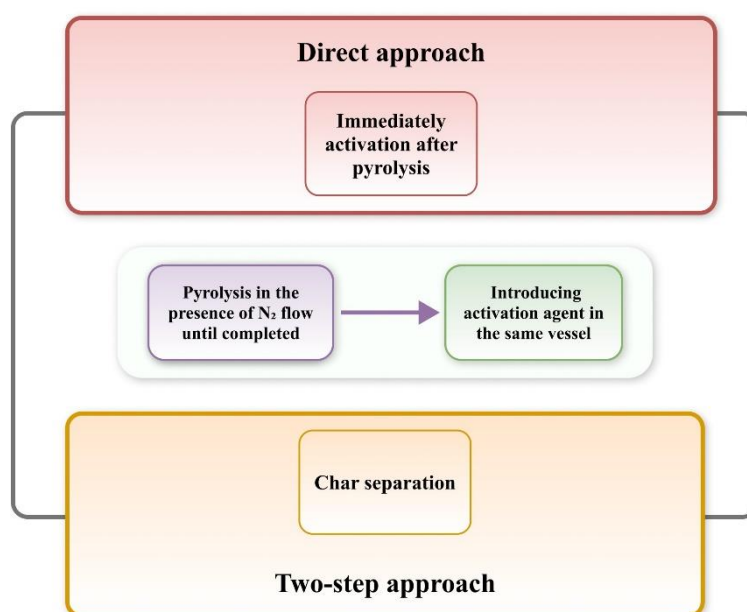 Direct approach
Immediately
activation after
pyrolysis
Pyrolysis in the
presence of N₂ flow
until completed
Introducing
activation agent in
the same vessel
Char separation
Two-step approach